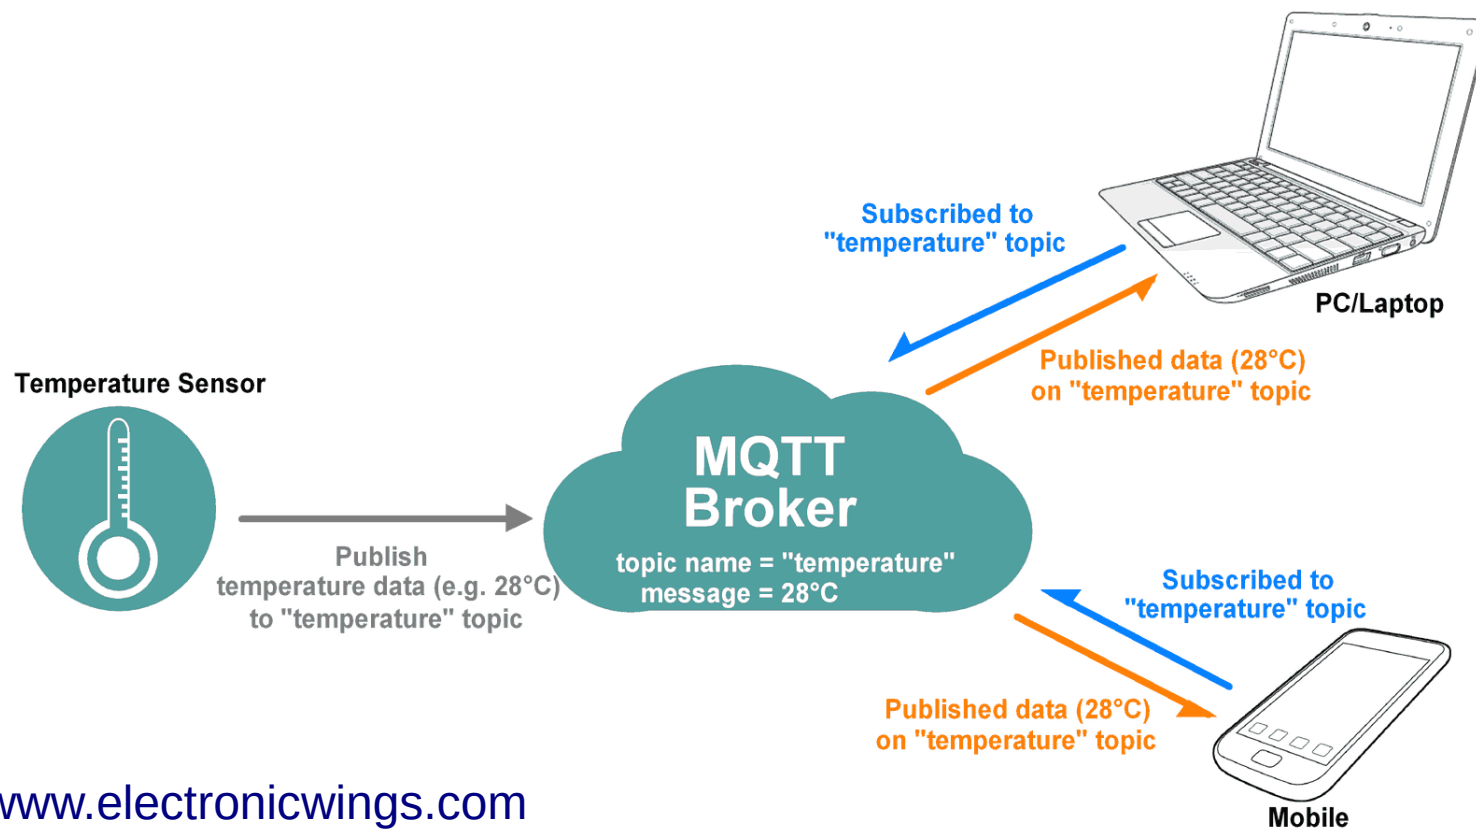 Subscribed to
"temperature" topic
PC/Laptop
Published data (28°C)
on "temperature" topic
Temperature Sensor
MQTT
Broker
topic name = "temperature"
message = 28°C
Publish
temperature data (e.g. 28°C)
to "temperature" topic
Subscribed to
"temperature" topic
Published data (28°C)
on "temperature" topic
www.electronicwings.com
Mobile